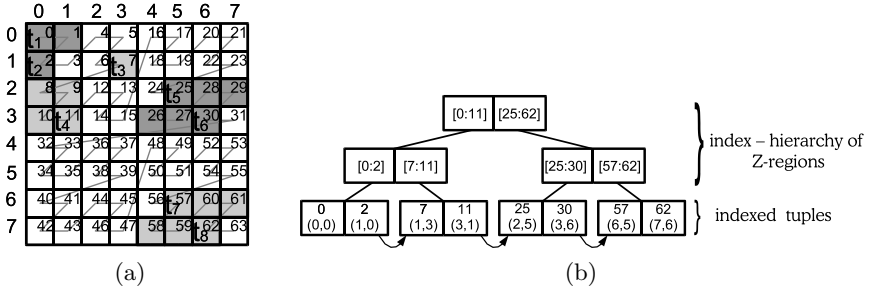 0 1 2 3 4 5 6 7
0 t1 0 1 4 5 16 17 20 21
1 t2 2 3 6 t3 7 18 19 22 23
2 8 9 12 13 24 t5 25 28 29
3 10 t4 11 14 15 26 27 t6 30 31
4 32 33 36 37 48 49 52 53
5 34 35 38 39 50 51 54 55
6 40 41 44 45 56 t7 57 60 61
7 42 43 46 47 58 59 t8 62 63
(a)
[0:11] [25:62]
[0:2] [7:11] [25:30] [57:62]
index – hierarchy of
Z-regions
0 2 7 11 25 30 57 62
(0,0) (1,0) (1,3) (3,1) (2,5) (3,6) (6,5) (7,6)
indexed tuples
(b)